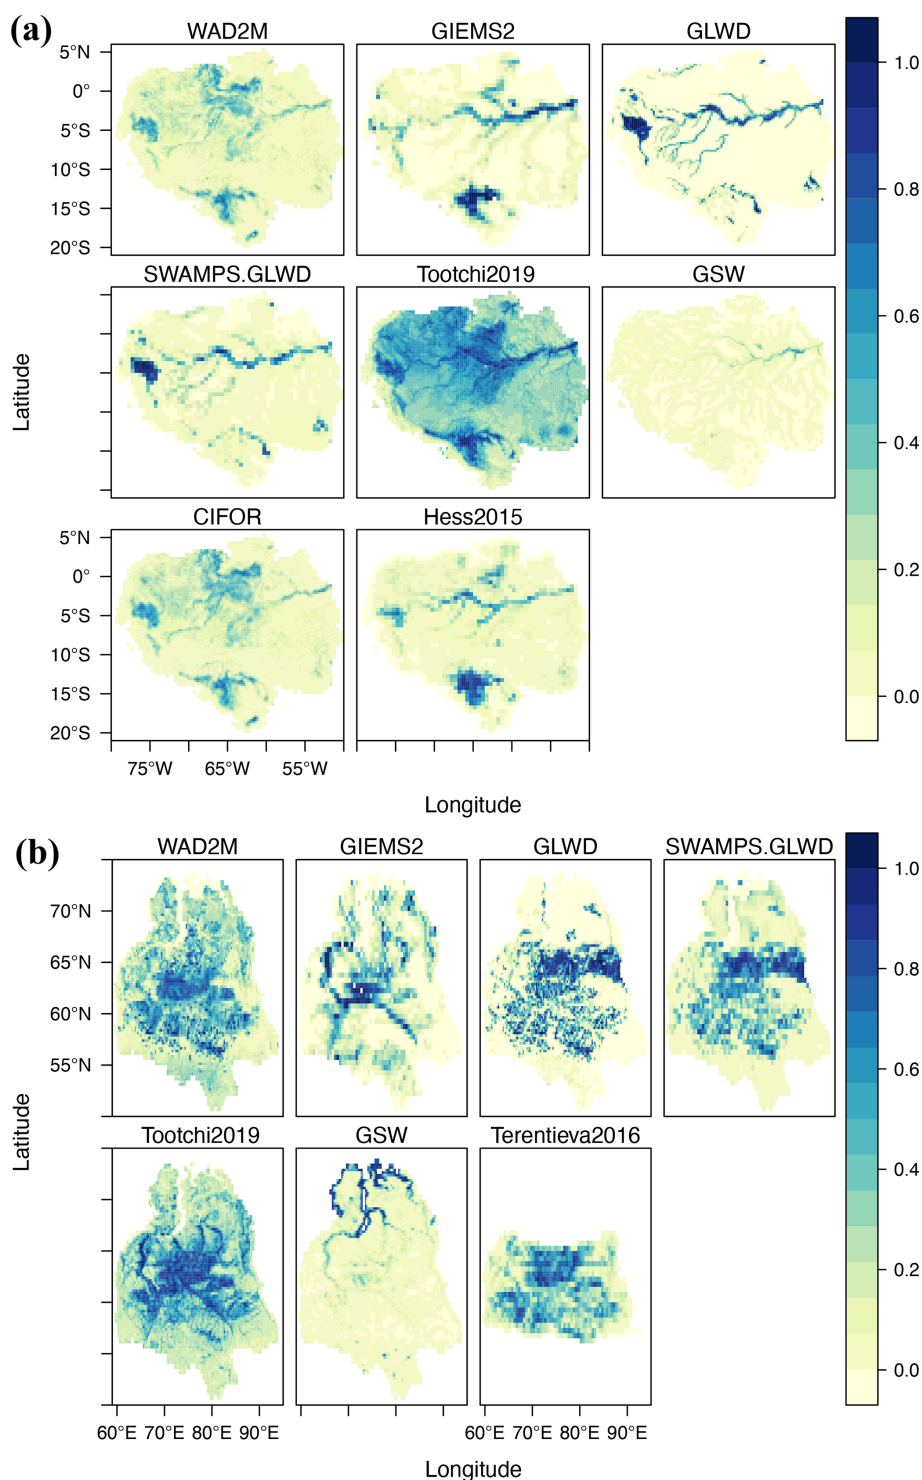 (a)
WAD2M GIEMS2 GLWD
5°N
0°
5°S
10°S
15°S
20°S
1.0
0.8
0.6
0.4
0.2
0.0
SWAMPS.GLWD Tootchi2019 GSW
Latitude
CIFOR Hess2015
5°N
0°
5°S
10°S
15°S
20°S
75°W 65°W 55°W
Longitude
(b)
WAD2M GIEMS2 GLWD SWAMPS.GLWD
70°N
65°N
60°N
55°N
1.0
0.8
0.6
0.4
0.2
0.0
Latitude
Tootchi2019 GSW Terentieva2016
60°E 70°E 80°E 90°E 60°E 70°E 80°E 90°E
Longitude